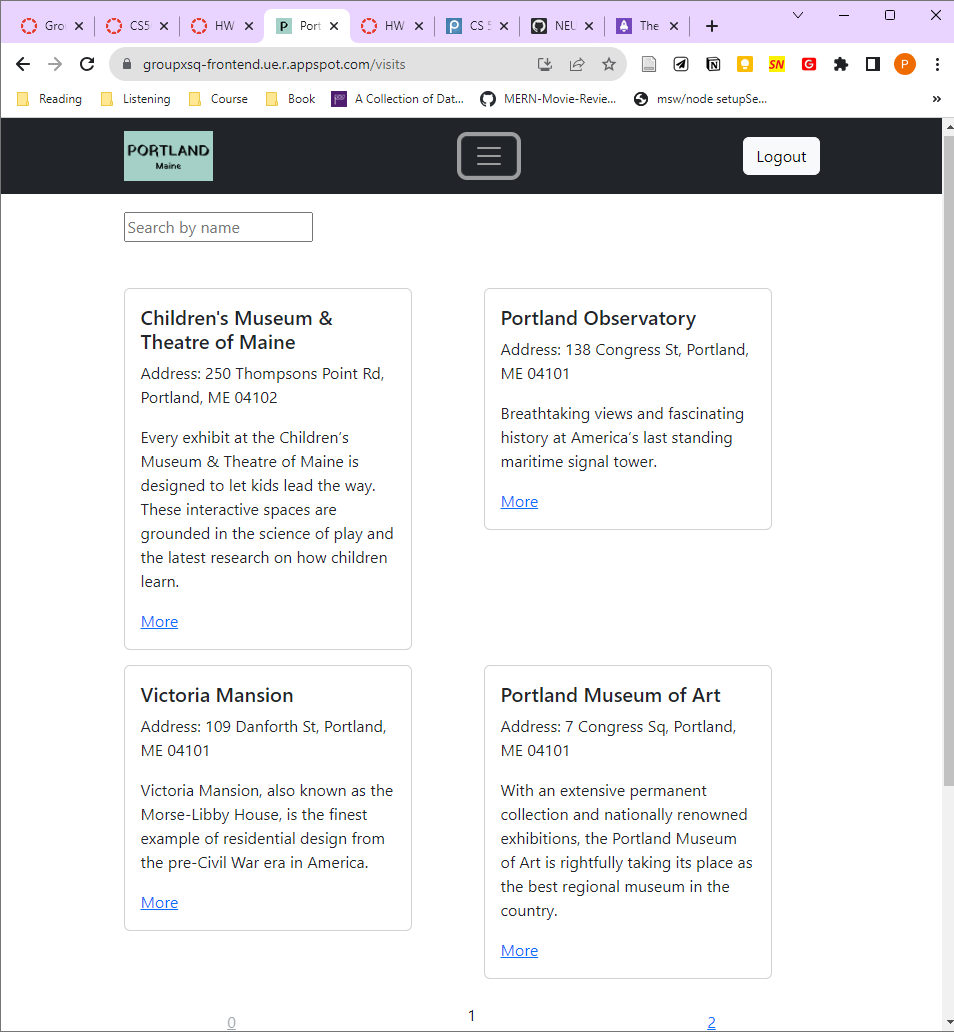 Gro
CS5
HW
Port
HW
CS 5
NEU
The
groupxsq-frontend.ue.r.appspot.com/visits
SN
P
Reading
Listening
Course
Book
A Collection of Dat...
MERN-Movie-Revie...
msw/node setupSe...
»
PORTLAND
Maine
Logout
Search by name
Children's Museum &
Theatre of Maine
Address: 250 Thompsons Point Rd,
Portland, ME 04102
Every exhibit at the Children’s
Museum & Theatre of Maine is
designed to let kids lead the way.
These interactive spaces are
grounded in the science of play and
the latest research on how children
learn.
More
Portland Observatory
Address: 138 Congress St, Portland,
ME 04101
Breathtaking views and fascinating
history at America’s last standing
maritime signal tower.
More
Victoria Mansion
Address: 109 Danforth St, Portland,
ME 04101
Victoria Mansion, also known as the
Morse-Libby House, is the finest
example of residential design from
the pre-Civil War era in America.
More
Portland Museum of Art
Address: 7 Congress Sq, Portland,
ME 04101
With an extensive permanent
collection and nationally renowned
exhibitions, the Portland Museum
of Art is rightfully taking its place as
the best regional museum in the
country.
More
0
1
2